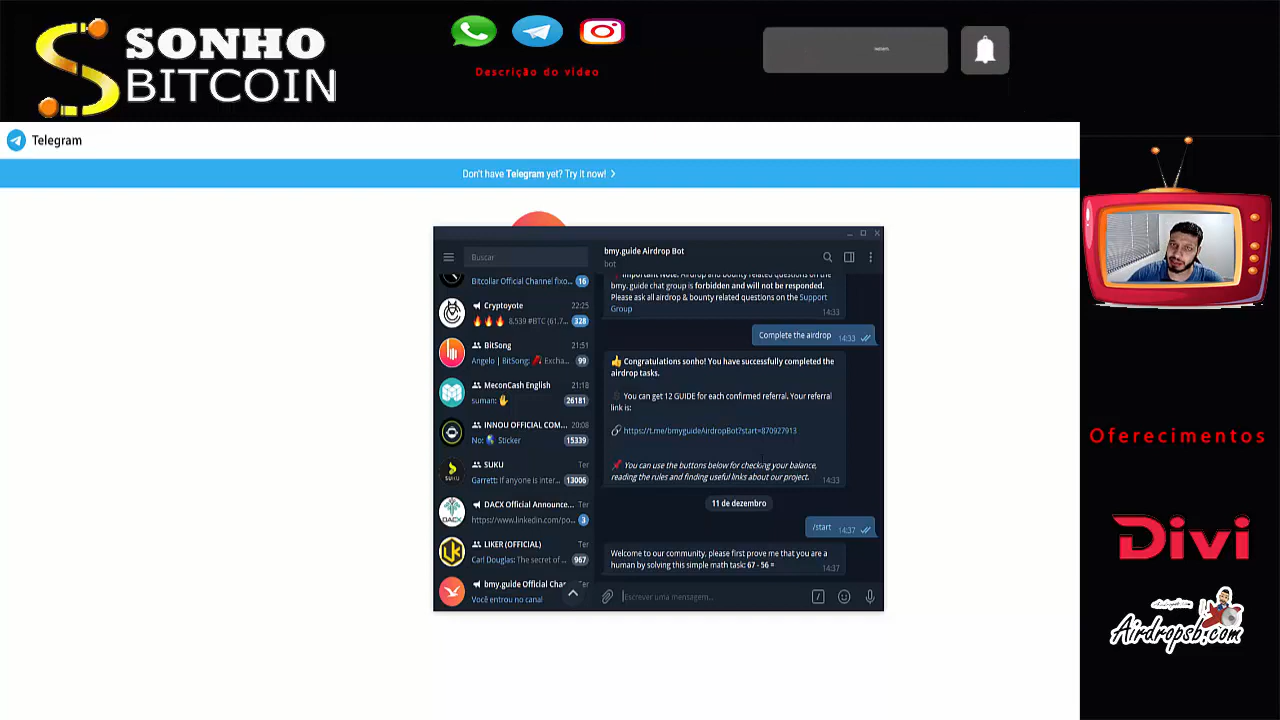 SONHO
BITCOIN
Descrição do vídeo
Telegram
Don't have Telegram yet? Try it now!
Buscar
Bitcollar Official Channel fixo...
16
Cryptoyote
22:25
8,539 #BTC (61,7...
328
BitSong
21:51
Angelo | BitSong: Excha...
99
MeconCash English
21:18
suman:
26181
INNOU OFFICIAL COM...
20:08
No: Sticker
15339
SUKU
Ter
Garrett: If anyone is inter...
13006
DACX Official Announce...
Ter
https://www.linkedin.com/po...
3
LIKER (OFFICIAL)
Ter
Carl Douglas: The secret of...
967
bmy.guide Official Cha
Você entrou no canal
bmy.guide Airdrop Bot
bot
Important Note: Airdrop and bounty related questions on the
bmy. guide chat group is forbidden and will not be responded.
Please ask all airdrop & bounty related questions on the Support
Group
14:33
Complete the airdrop
14:33
Congratulations sonho! You have successfully completed the
airdrop tasks.
You can get 12 GUIDE for each confirmed referral. Your referral
link is:
https://t.me/bmyguideAirdropBot?start=870927913
You can use the buttons below for checking your balance,
reading the rules and finding useful links about our project.
14:33
11 de dezembro
/start
14:37
Welcome to our community, please first prove me that you are a
human by solving this simple math task: 67 - 56 =
14:37
Escrever uma mensagem...
Oferecimentos
Divi
Airdropsb.com